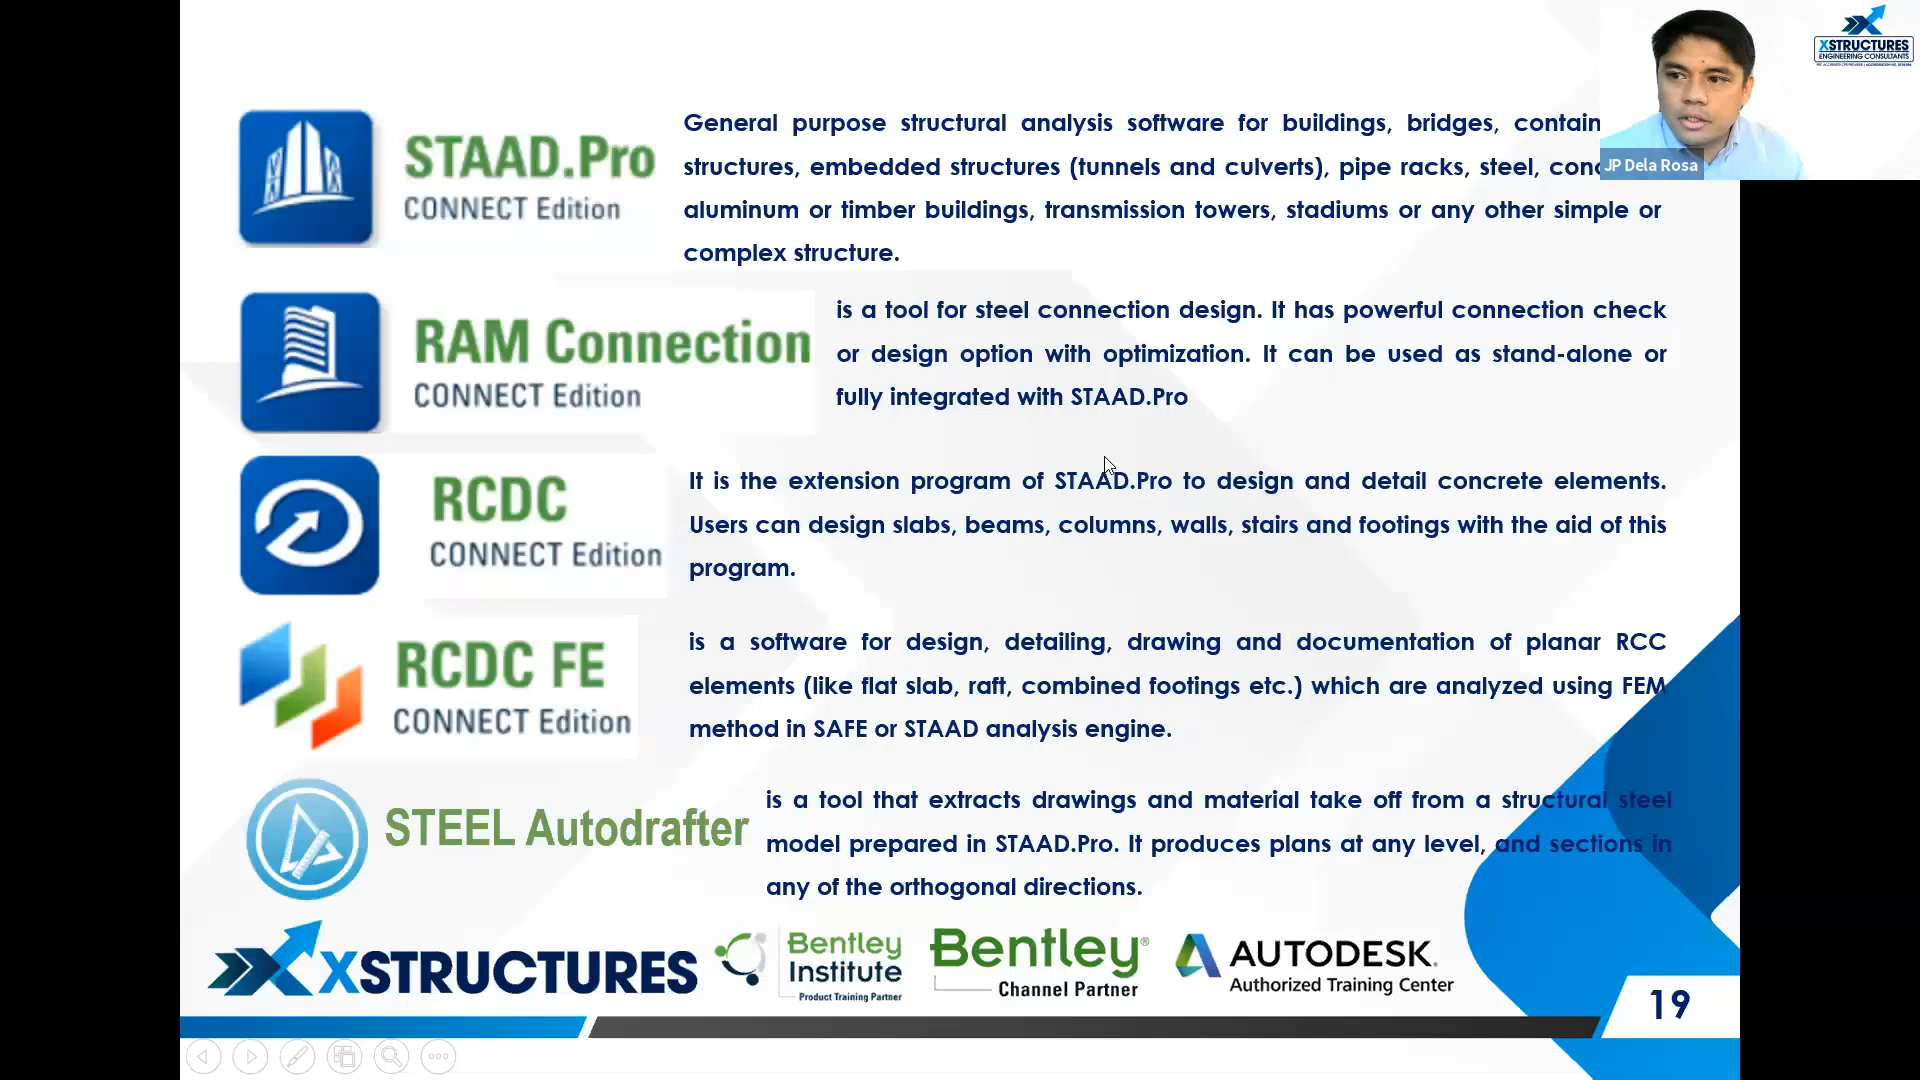 STAAD.Pro
CONNECT Edition
General purpose structural analysis software for buildings, bridges,
structures, embedded structures (tunnels and culverts), pipe racks, steel,
aluminum or timber buildings, transmission towers, stadiums or any other simple or
complex structure.
JP Dela Rosa
XSTRUCTURES
ENGINEERING CONSULTANTS
RAM Connection
CONNECT Edition
is a tool for steel connection design. It has powerful connection check
or design option with optimization. It can be used as stand-alone or
fully integrated with STAAD.Pro
RCDC
CONNECT Edition
It is the extension program of STAAD.Pro to design and detail concrete elements.
Users can design slabs, beams, columns, walls, stairs and footings with the aid of this
program.
RCDC FE
CONNECT Edition
is a software for design, detailing, drawing and documentation of planar RCC
elements (like flat slab, raft, combined footings etc.) which are analyzed using FEM
method in SAFE or STAAD analysis engine.
STEEL Autodrafter
is a tool that extracts drawings and material take off from a structural steel
model prepared in STAAD.Pro. It produces plans at any level, and sections in
any of the orthogonal directions.
XSTRUCTURES
Bentley
Institute
Product Training Partner
Bentley®
Channel Partner
AUTODESK.
Authorized Training Center
19